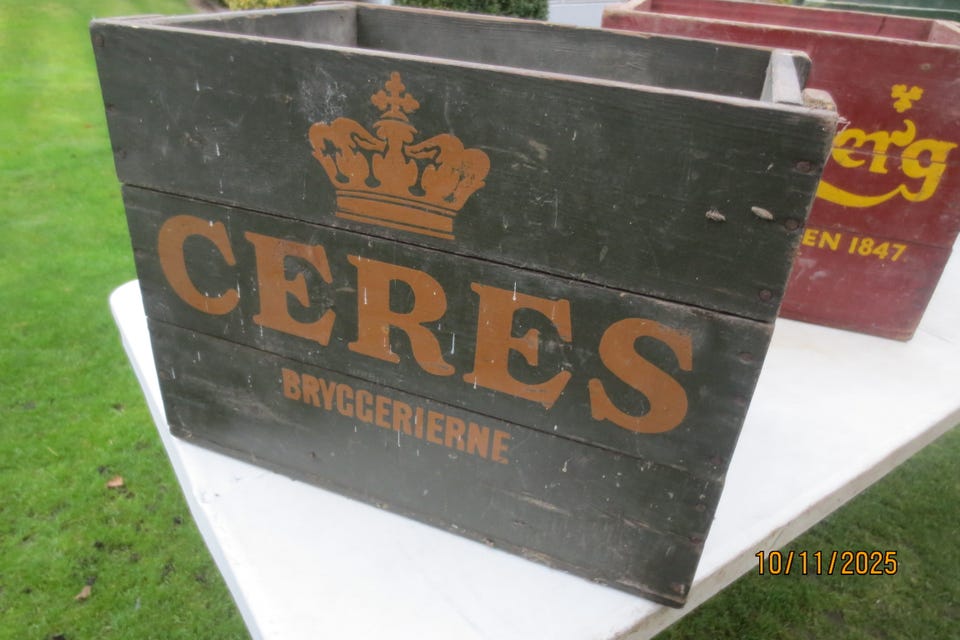 CERES
BRYGGERIERNE
erg
EN 1847
10/11/2025